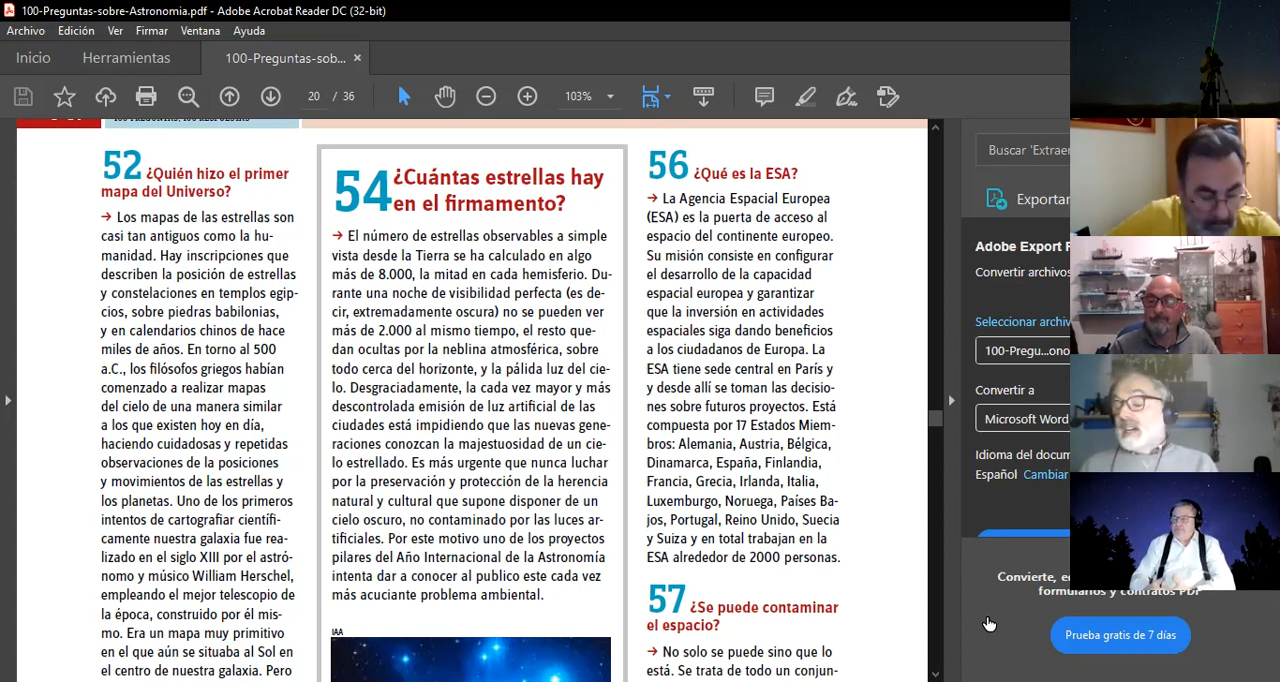 100-Preguntas-sobre-Astronomia.pdf - Adobe Acrobat Reader DC (32-bit)
Archivo Edición Ver Firmar Ventana Ayuda
Inicio Herramientas 100-Preguntas-sob... ×
20 / 36 103%
52 ¿Quién hizo el primer
mapa del Universo?
→ Los mapas de las estrellas son
casi tan antiguos como la hu-
manidad. Hay inscripciones que
describen la posición de estrellas
y constelaciones en templos egip-
cios, sobre piedras babilonias,
y en calendarios chinos de hace
miles de años. En torno al 500
a.C., los filósofos griegos habían
comenzado a realizar mapas
del cielo de una manera similar
a los que existen hoy en día,
haciendo cuidadosas y repetidas
observaciones de la posiciones
y movimientos de las estrellas y
los planetas. Uno de los primeros
intentos de cartografiar científi-
camente nuestra galaxia fue rea-
lizado en el siglo XIII por el astró-
nomo y músico William Herschel,
empleando el mejor telescopio de
la época, construido por él mis-
mo. Era un mapa muy primitivo
en el que aún se situaba al Sol en
el centro de nuestra galaxia. Pero
54 ¿Cuántas estrellas hay
en el firmamento?
→ El número de estrellas observables a simple
vista desde la Tierra se ha calculado en algo
más de 8.000, la mitad en cada hemisferio. Du-
rante una noche de visibilidad perfecta (es de-
cir, extremadamente oscura) no se pueden ver
más de 2.000 al mismo tiempo, el resto que-
dan ocultas por la neblina atmosférica, sobre
todo cerca del horizonte, y la pálida luz del cie-
lo. Desgraciadamente, la cada vez mayor y más
descontrolada emisión de luz artificial de las
ciudades está impidiendo que las nuevas gene-
raciones conozcan la majestuosidad de un cie-
lo estrellado. Es más urgente que nunca luchar
por la preservación y protección de la herencia
natural y cultural que supone disponer de un
cielo oscuro, no contaminado por las luces ar-
tificiales. Por este motivo uno de los proyectos
pilares del Año Internacional de la Astronomía
intenta dar a conocer al publico este cada vez
más acuciante problema ambiental.
IAA
56 ¿Qué es la ESA?
→ La Agencia Espacial Europea
(ESA) es la puerta de acceso al
espacio del continente europeo.
Su misión consiste en configurar
el desarrollo de la capacidad
espacial europea y garantizar
que la inversión en actividades
espaciales siga dando beneficios
a los ciudadanos de Europa. La
ESA tiene sede central en París y
y desde allí se toman las decisio-
nes sobre futuros proyectos. Está
compuesta por 17 Estados Miem-
bros: Alemania, Austria, Bélgica,
Dinamarca, España, Finlandia,
Francia, Grecia, Irlanda, Italia,
Luxemburgo, Noruega, Países Ba-
jos, Portugal, Reino Unido, Suecia
y Suiza y en total trabajan en la
ESA alrededor de 2000 personas.
57 ¿Se puede contaminar
el espacio?
→ No solo se puede sino que lo
está. Se trata de todo un conjun-
Buscar 'Extraer
Exportar
Adobe Export
Convertir archivos
Seleccionar archiv
100-Pregu...ono
Convertir a
Microsoft Word
Idioma del docum
Español Cambiar
Convierte,
formularios y contratos PDF
Prueba gratis de 7 días